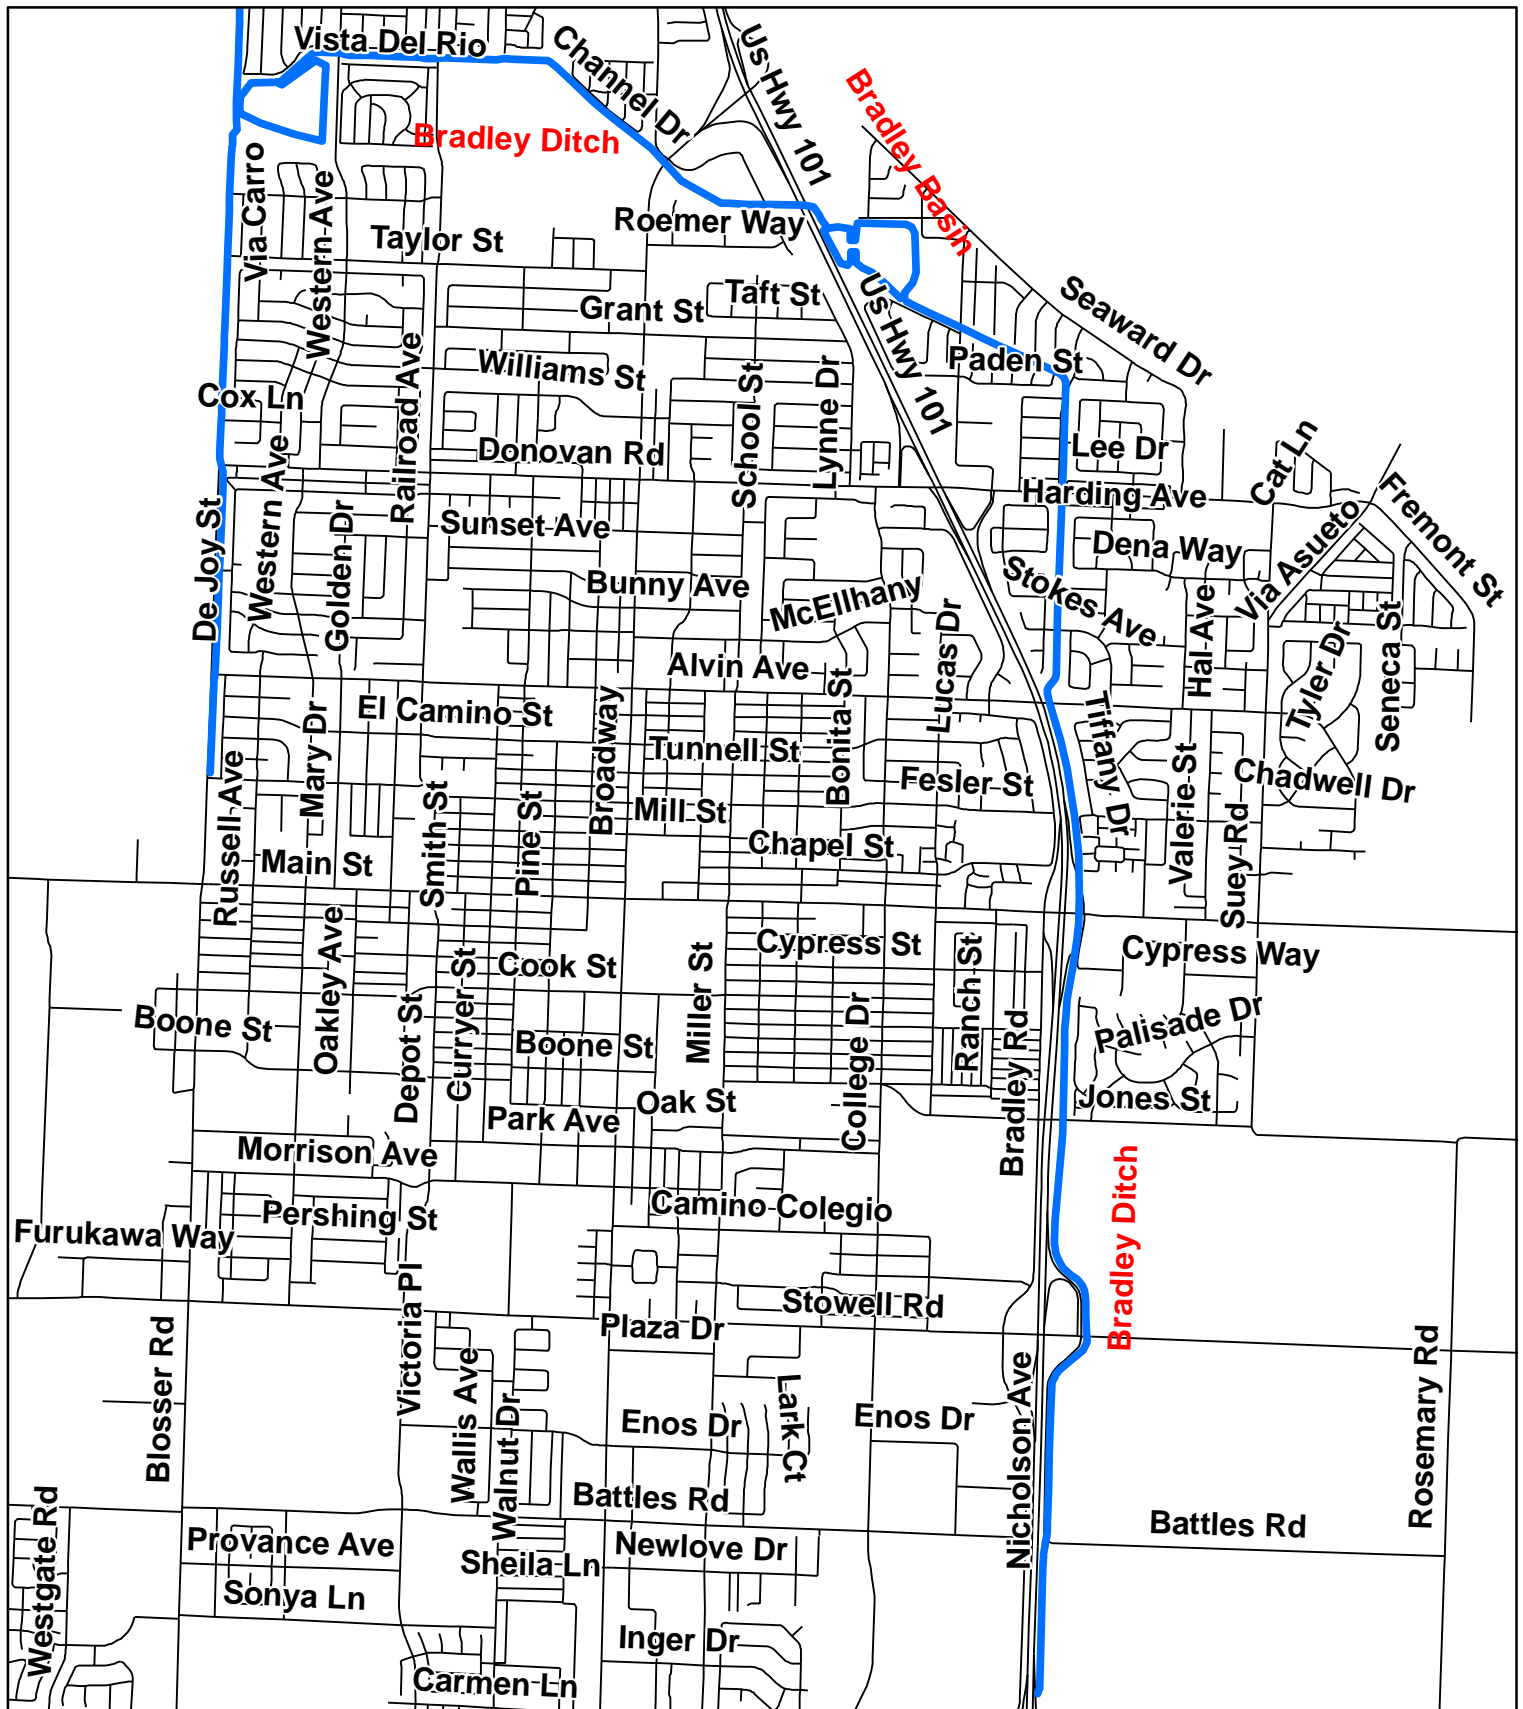 Vista Del Rio
Channel Dr
Us Hwy 101
Bradley Basin
Bradley Ditch
Via Carro
Western Ave
Taylor St
Roemer Way
Grant St
Taft St
Us Hwy 101
Seaward Dr
Paden St
Williams St
Railroad Ave
School St
Lynne Dr
Cox Ln
Donovan Rd
Lee Dr
Cat Ln
Harding Ave
Fremont St
De Joy St
Western Ave
Golden Dr
Sunset Ave
Dena Way
Via Asueto
Bunny Ave
McEllhany
Stokes Ave
Hal Ave
Tyler Dr
Seneca St
Lucas Dr
Alvin Ave
Bonita St
El Camino St
Broadway
Mary Dr
Tunnell St
Tiffany Dr
Valerie St
Fesler St
Chadwell Dr
Russell Ave
Smith St
Pine St
Mill St
Chapel St
Suey Rd
Main St
Oakley Ave
Cypress St
Cypress Way
Cook St
Curryer St
Miller St
Ranch St
Boone St
Depot St
Boone St
College Dr
Bradley Rd
Palisade Dr
Jones St
Park Ave
Oak St
Morrison Ave
Bradley Ditch
Camino Colegio
Pershing St
Furukawa Way
Victoria Pl
Stowell Rd
Plaza Dr
Blosser Rd
Wallis Ave
Walnut Dr
Lark Ct
Enos Dr
Enos Dr
Nicholson Ave
Rosemary Rd
Battles Rd
Battles Rd
Westgate Rd
Provance Ave
Sheila Ln
Newlove Dr
Sonya Ln
Inger Dr
Carmen Ln